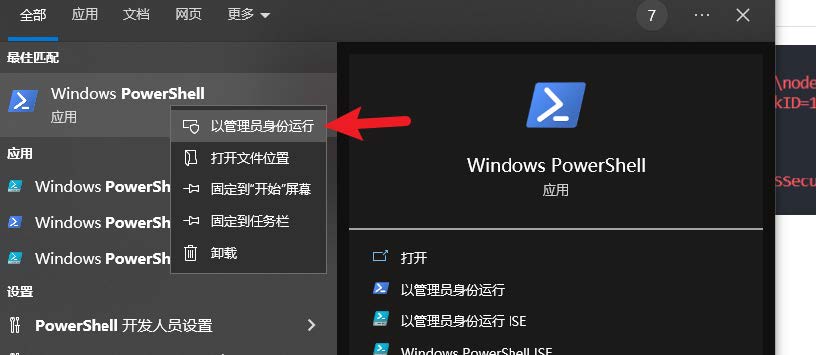 全部 应用 文档 网页 更多 7 ...
最佳匹配
Windows PowerShell
应用
以管理员身份运行
打开文件位置
固定到“开始”屏幕
固定到任务栏
卸载
应用
Windows PowerSh
Windows PowerSh
Windows PowerSh
设置
PowerShell 开发人员设置
Windows PowerShell
应用
打开
以管理员身份运行
以管理员身份运行 ISE
Windows PowerShell ISE
\node
kID=1
SSecu